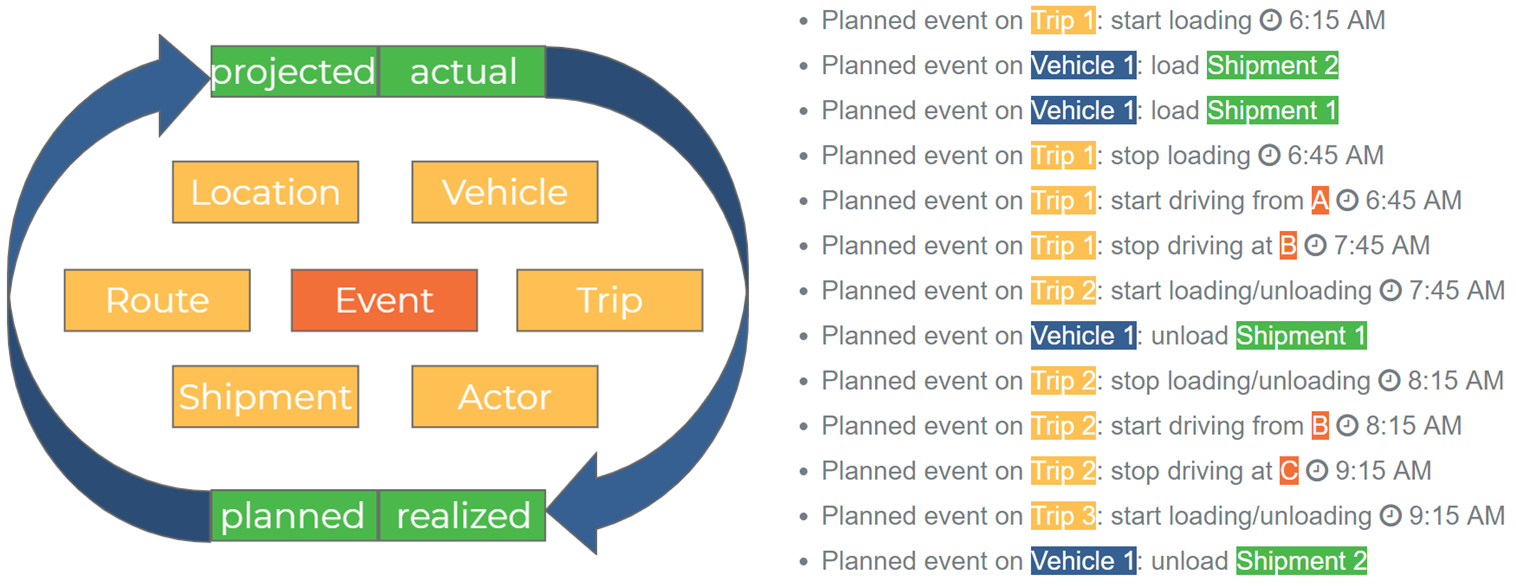 projected actual
Location Vehicle
Route Event Trip
Shipment Actor
planned realized
Planned event on Trip 1: start loading 6:15 AM
Planned event on Vehicle 1: load Shipment 2
Planned event on Vehicle 1: load Shipment 1
Planned event on Trip 1: stop loading 6:45 AM
Planned event on Trip 1: start driving from A 6:45 AM
Planned event on Trip 1: stop driving at B 7:45 AM
Planned event on Trip 2: start loading/unloading 7:45 AM
Planned event on Vehicle 1: unload Shipment 1
Planned event on Trip 2: stop loading/unloading 8:15 AM
Planned event on Trip 2: start driving from B 8:15 AM
Planned event on Trip 2: stop driving at C 9:15 AM
Planned event on Trip 3: start loading/unloading 9:15 AM
Planned event on Vehicle 1: unload Shipment 2